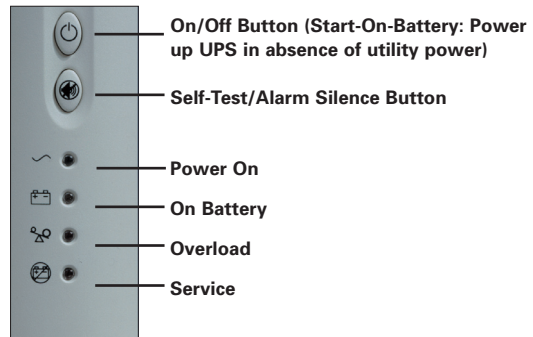 On/Off Button (Start-On-Battery: Power
up UPS in absence of utility power)
Self-Test/Alarm Silence Button
Power On
On Battery
Overload
Service